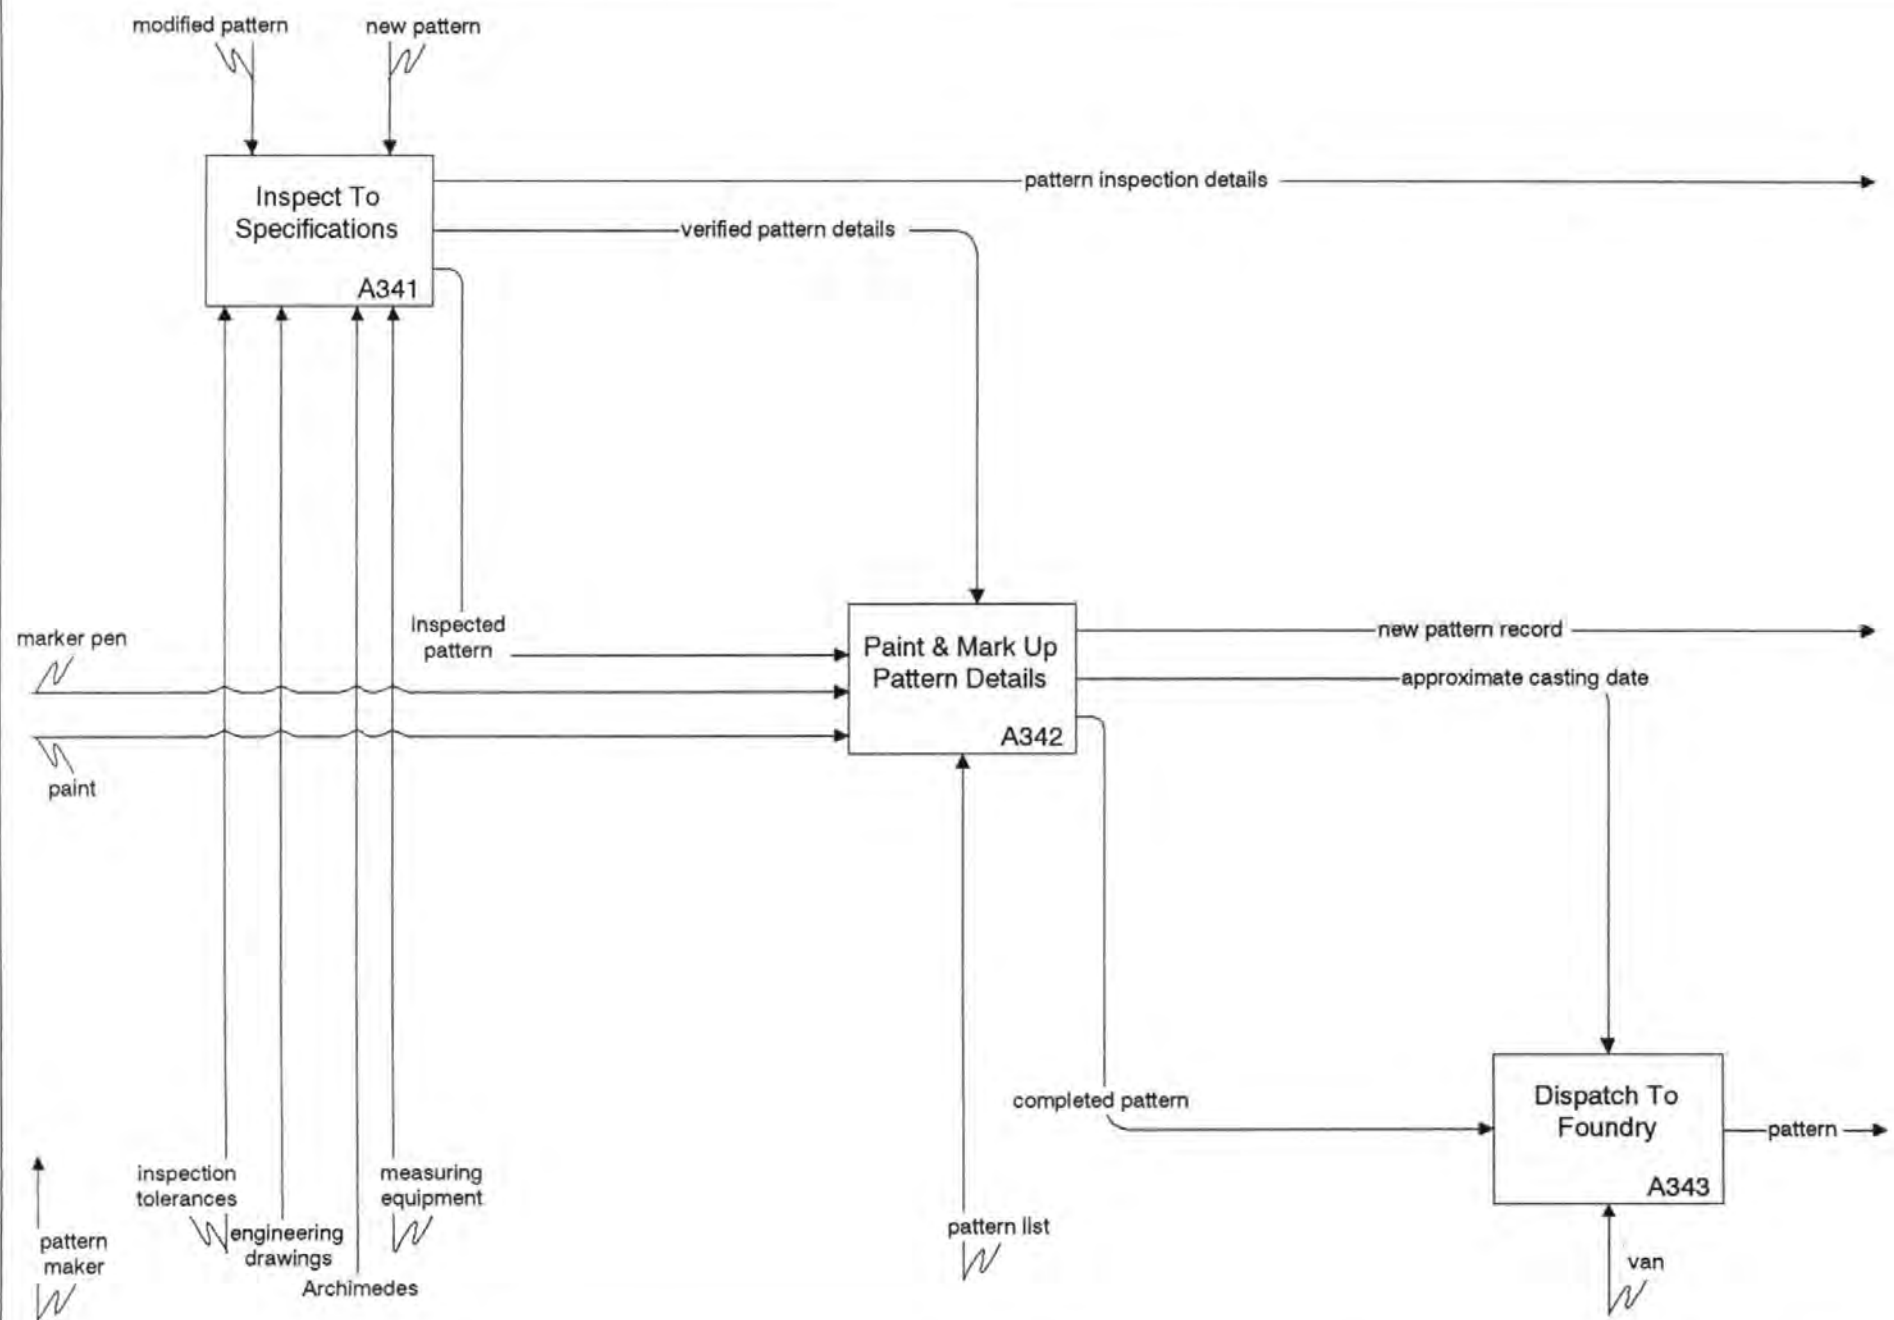 modified pattern
new pattern
Inspect To
Specifications
A341
pattern inspection details
verified pattern details
marker pen
inspected
pattern
paint
Paint & Mark Up
Pattern Details
A342
new pattern record
approximate casting date
completed pattern
Dispatch To
Foundry
A343
pattern
pattern
maker
inspection
tolerances
engineering
drawings
Archimedes
measuring
equipment
pattern list
van